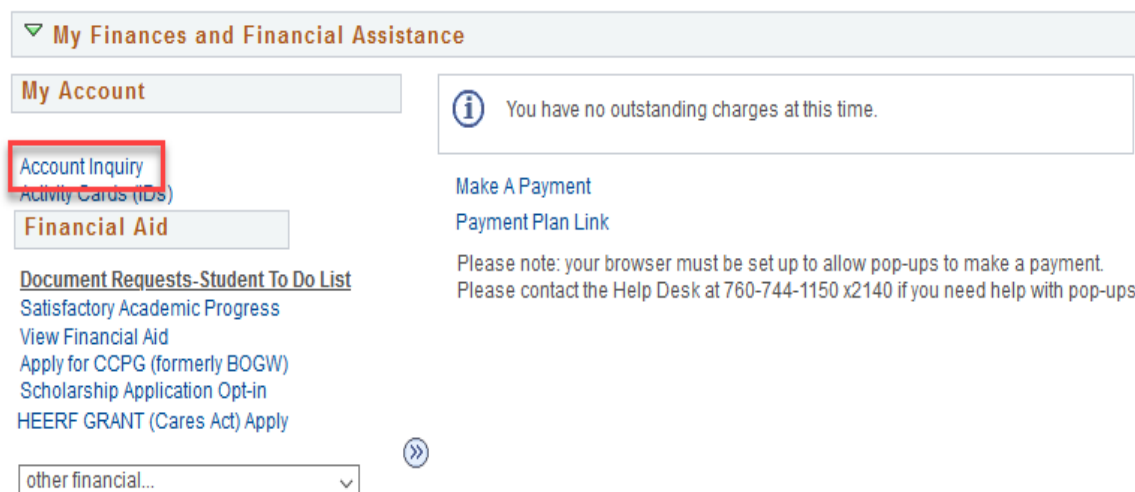 My Finances and Financial Assistance
My Account
Account Inquiry
Activity Cards (IDs)
Financial Aid
Document Requests-Student To Do List
Satisfactory Academic Progress
View Financial Aid
Apply for CCPG (formerly BOGW)
Scholarship Application Opt-in
HEERF GRANT (Cares Act) Apply
other financial...
You have no outstanding charges at this time.
Make A Payment
Payment Plan Link
Please note: your browser must be set up to allow pop-ups to make a payment.
Please contact the Help Desk at 760-744-1150 x2140 if you need help with pop-ups